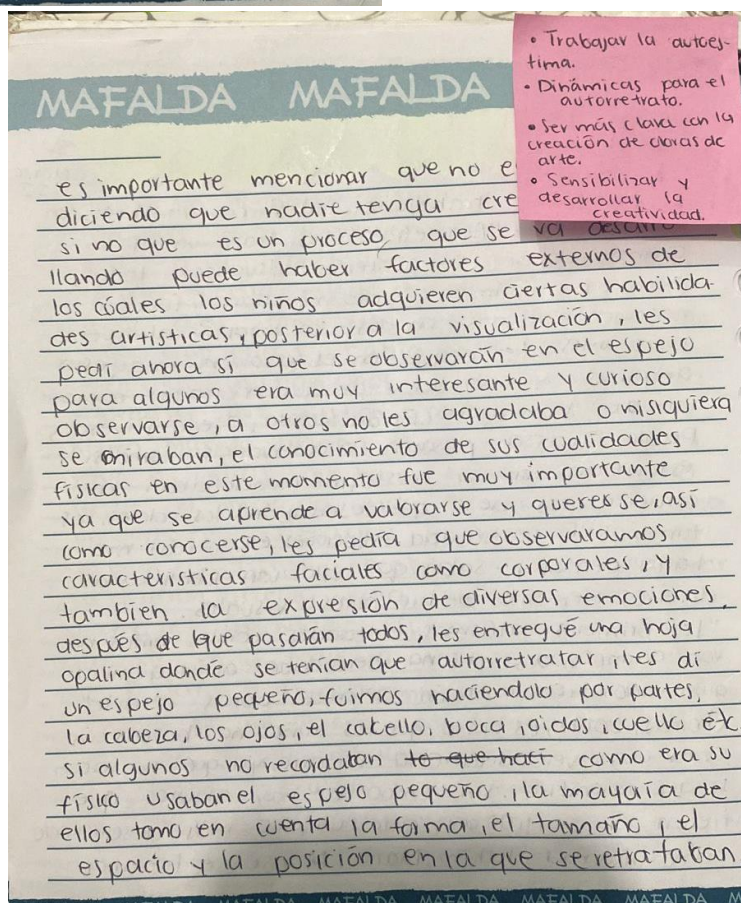 MAFALDA MAFALDA
• Trabajar la autoes-
tima.
• Dinámicas para el
autorretrato.
• Ser más clara con la
creación de obras de
arte.
• Sensibilizar y
desarrollar la
creatividad.
es importante mencionar que no e
diciendo que nadie tenga cre
si no que es un proceso que se va desarro
llando puede haber factores externos de
los cúales los niños adquieren ciertas habilida-
des artisticas, posterior a la visualización, les
pedí ahora sí que se observarán en el espejo
para algunos era muy interesante y curioso
observarse, a otros no les agradaba o nisiquiera
se miraban, el conocimiento de sus cualidades
físicas en este momento fue muy importante
ya que se aprende a valorarse y quererse, así
como conocerse, les pedía que observaramos
caracteristicas faciales como corporales, y
tambien la expresión de diversas emociones,
después de que pasarán todos, les entregué una hoja
opalina donde se tenian que autorretratar, les di
un espejo pequeño, fuimos haciendolo por partes,
la cabeza, los ojos, el cabello, boca, oidos, cuello etc
si algunos no recordaban to que haci como era su
físico usaban el espejo pequeño, la mayoría de
ellos tomo en cuenta la forma, el tamaño, el
espacio y la posición en la que se retrataban
MAFALDA MAFALDA MAFALDA MAFALDA